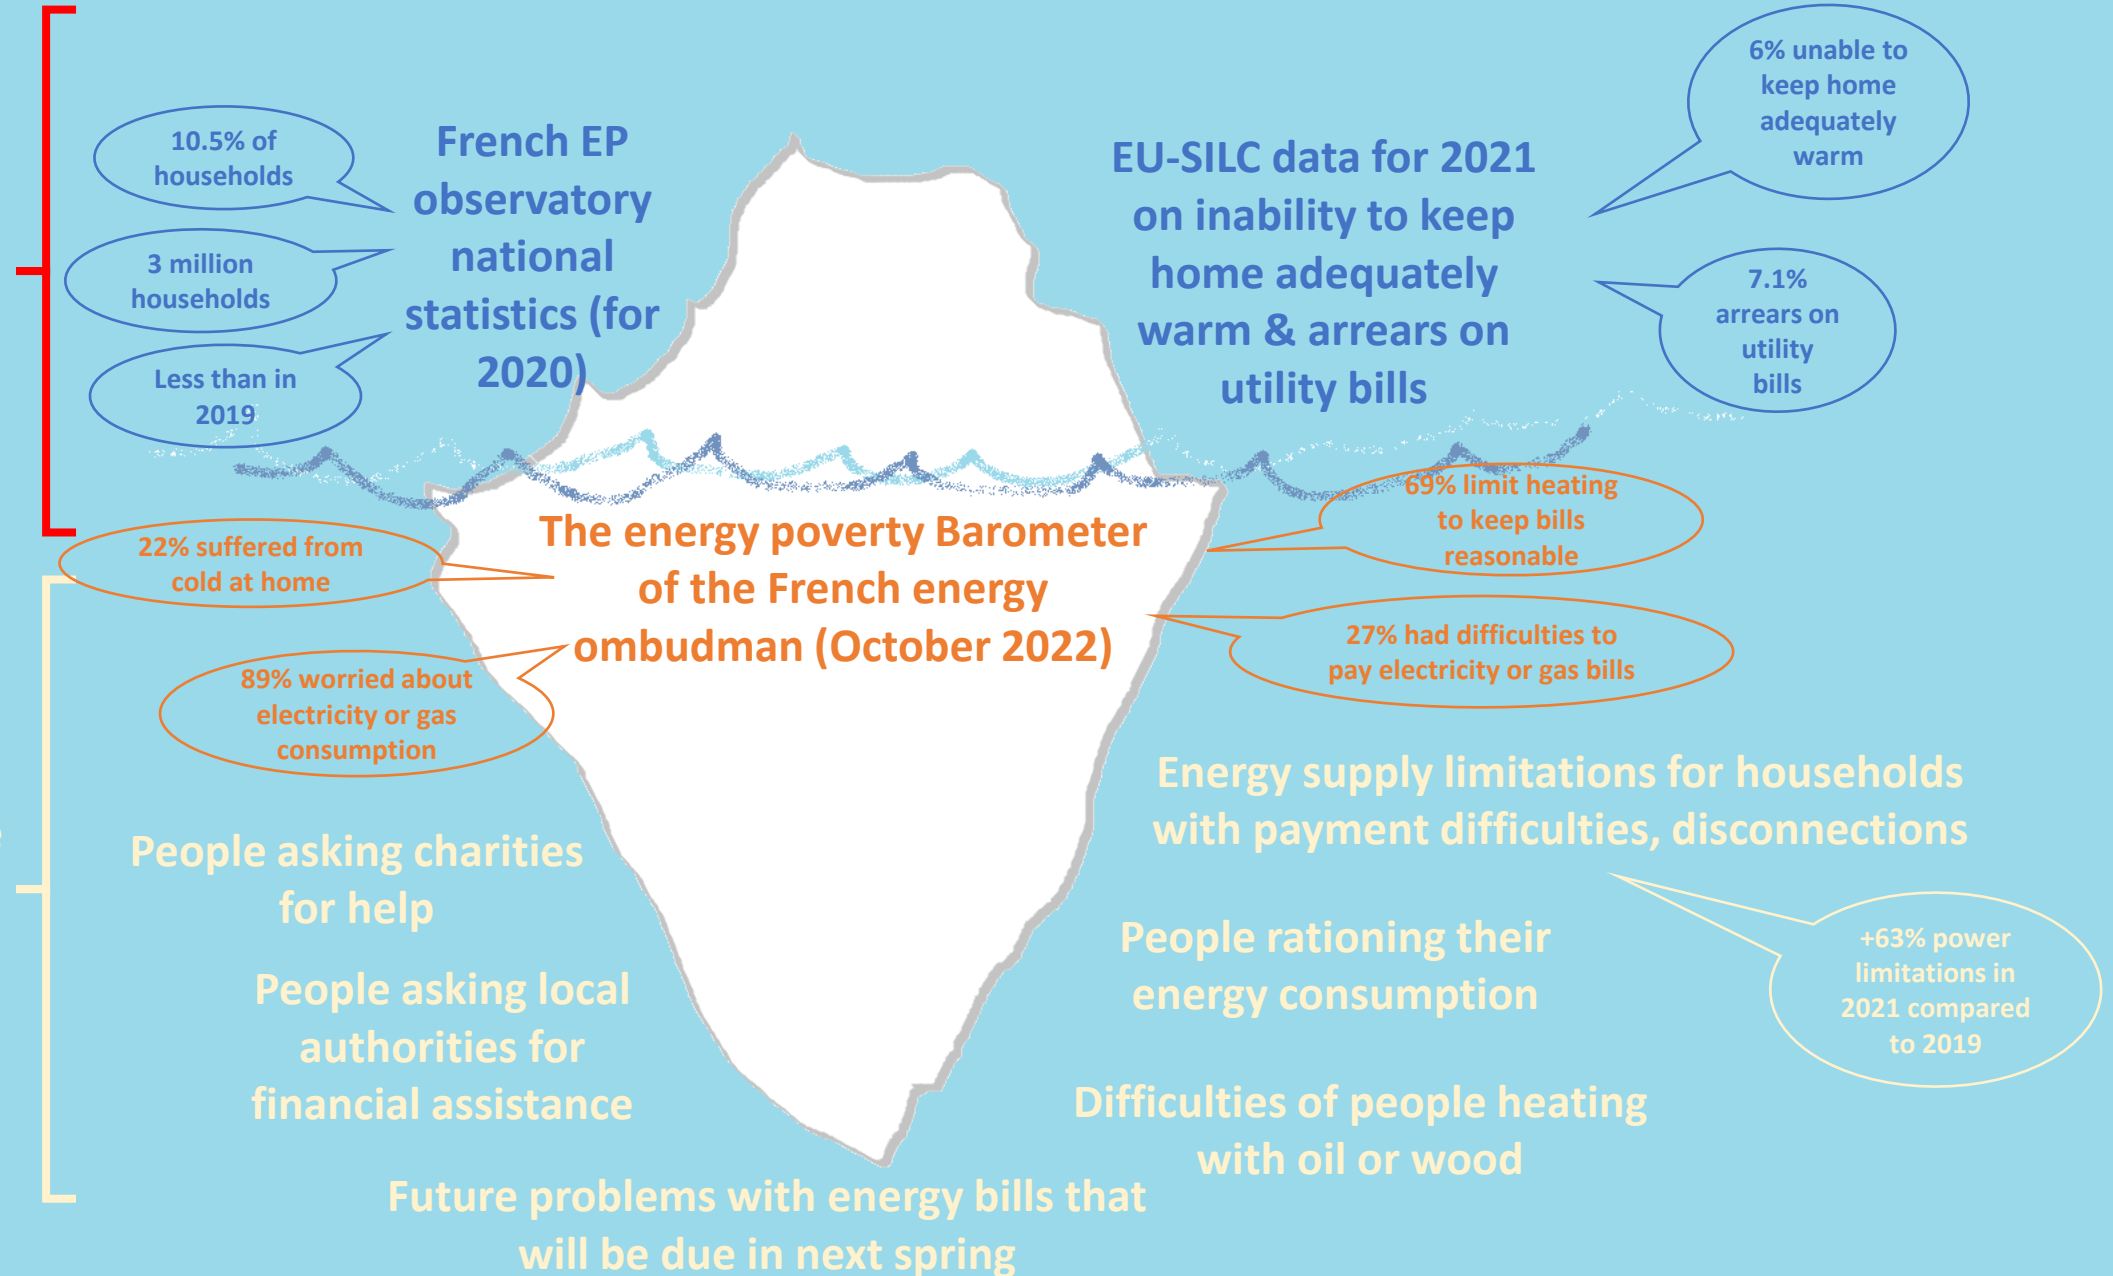 10.5% of
households
3 million
households
Less than in
2019
French EP
observatory
national
statistics (for
2020)
EU-SILC data for 2021
on inability to keep
home adequately
warm & arrears on
utility bills
6% unable to
keep home
adequately
warm
7.1%
arrears on
utility
bills
The energy poverty Barometer
of the French energy
ombudman (October 2022)
22% suffered from
cold at home
89% worried about
electricity or gas
consumption
69% limit heating
to keep bills
reasonable
27% had difficulties to
pay electricity or gas bills
Energy supply limitations for households
with payment difficulties, disconnections
+63% power
limitations in
2021 compared
to 2019
People asking charities
for help
People rationing their
energy consumption
People asking local
authorities for
financial assistance
Difficulties of people heating
with oil or wood
Future problems with energy bills that
will be due in next spring